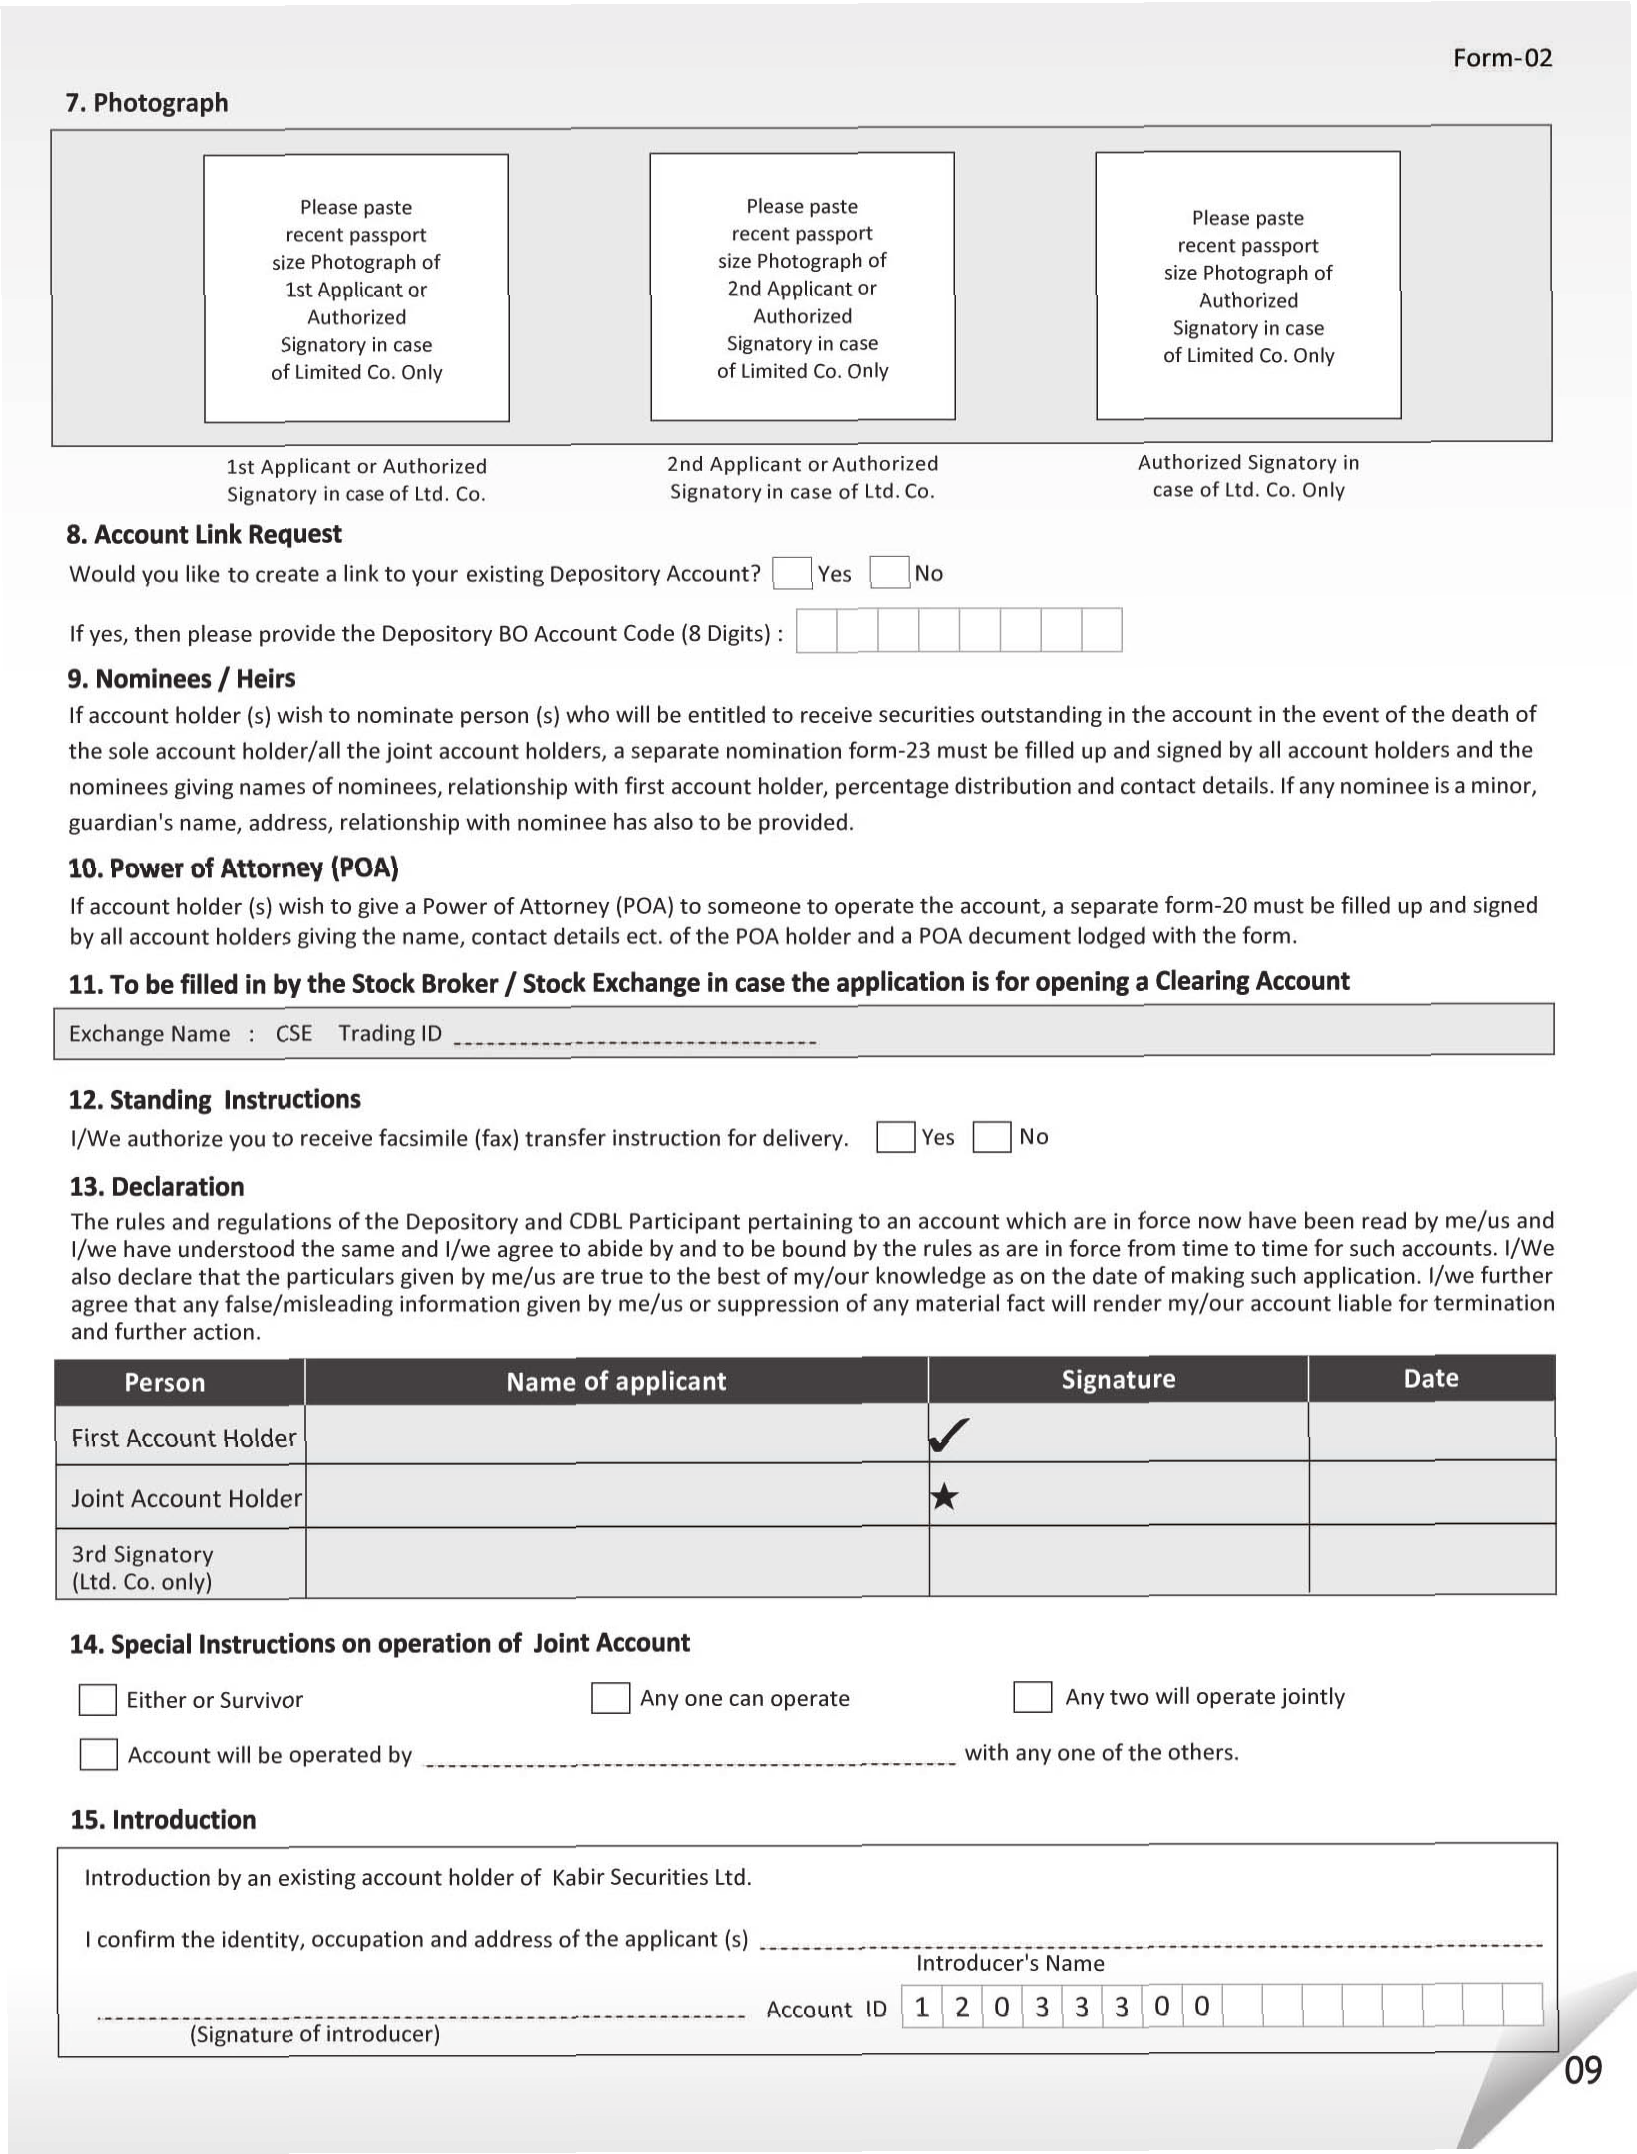 Form-02
7. Photograph
Please paste
recent passport
size Photograph of
1st Applicant or
Authorized
Signatory in case
of Limited Co. Only
Please paste
recent passport
size Photograph of
2nd Applicant or
Authorized
Signatory in case
of Limited Co. Only
Please paste
recent passport
size Photograph of
Authorized
Signatory in case
of Limited Co. Only
1st Applicant or Authorized
Signatory in case of Ltd. Co.
2nd Applicant or Authorized
Signatory in case of Ltd. Co.
Authorized Signatory in
case of Ltd. Co. Only
8. Account Link Request
Would you like to create a link to your existing Depository Account? Yes No
If yes, then please provide the Depository BO Account Code (8 Digits) :
9. Nominees / Heirs
If account holder (s) wish to nominate person (s) who will be entitled to receive securities outstanding in the account in the event of the death of
the sole account holder/all the joint account holders, a separate nomination form-23 must be filled up and signed by all account holders and the
nominees giving names of nominees, relationship with first account holder, percentage distribution and contact details. If any nominee is a minor,
guardian's name, address, relationship with nominee has also to be provided.
10. Power of Attorney (POA)
If account holder (s) wish to give a Power of Attorney (POA) to someone to operate the account, a separate form-20 must be filled up and signed
by all account holders giving the name, contact details ect. of the POA holder and a POA decument lodged with the form.
11. To be filled in by the Stock Broker / Stock Exchange in case the application is for opening a Clearing Account
Exchange Name : CSE Trading ID
12. Standing Instructions
I/We authorize you to receive facsimile (fax) transfer instruction for delivery. Yes No
13. Declaration
The rules and regulations of the Depository and CDBL Participant pertaining to an account which are in force now have been read by me/us and
I/we have understood the same and I/we agree to abide by and to be bound by the rules as are in force from time to time for such accounts. I/We
also declare that the particulars given by me/us are true to the best of my/our knowledge as on the date of making such application. I/we further
agree that any false/misleading information given by me/us or suppression of any material fact will render my/our account liable for termination
and further action.
Person Name of applicant Signature Date
First Account Holder ✓
Joint Account Holder ★
3rd Signatory
(Ltd. Co. only)
14. Special Instructions on operation of Joint Account
Either or Survivor Any one can operate Any two will operate jointly
Account will be operated by with any one of the others.
15. Introduction
Introduction by an existing account holder of Kabir Securities Ltd.
I confirm the identity, occupation and address of the applicant (s)
Introducer's Name
Account ID 1 2 0 3 3 3 0 0
(Signature of introducer)
09